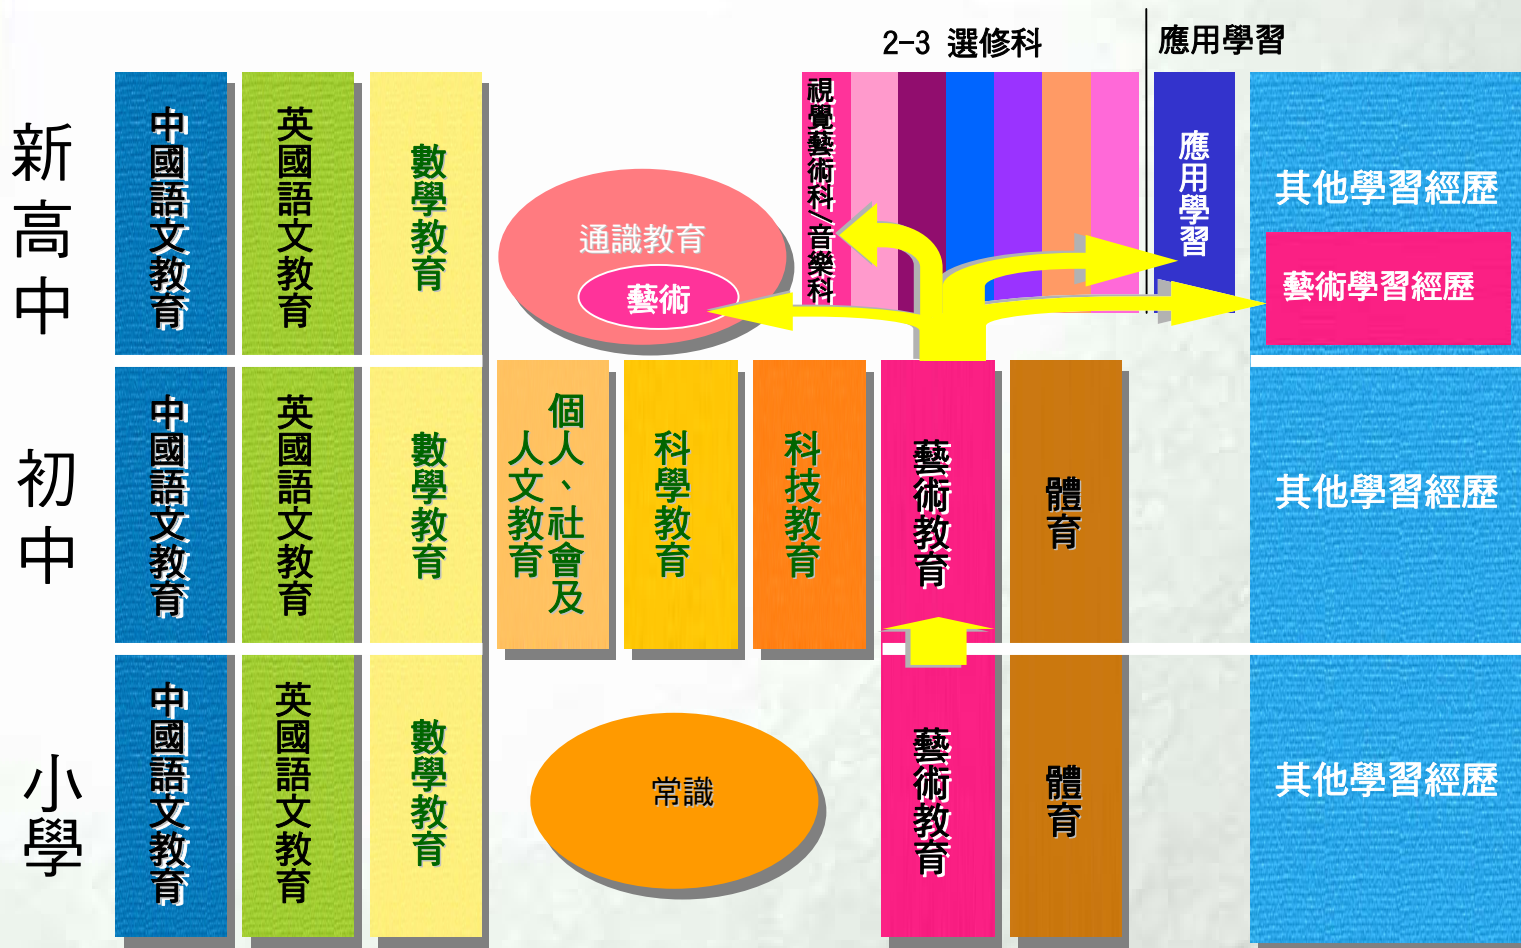 2-3 選修科
應用學習
新高中
中國語文教育
英國語文教育
數學教育
通識教育
藝術
視覺藝術科/音樂科
應用學習
其他學習經歷
藝術學習經歷
初中
中國語文教育
英國語文教育
數學教育
個人、社會及
人文教育
科學教育
科技教育
藝術教育
體育
其他學習經歷
小學
中國語文教育
英國語文教育
數學教育
常識
藝術教育
體育
其他學習經歷